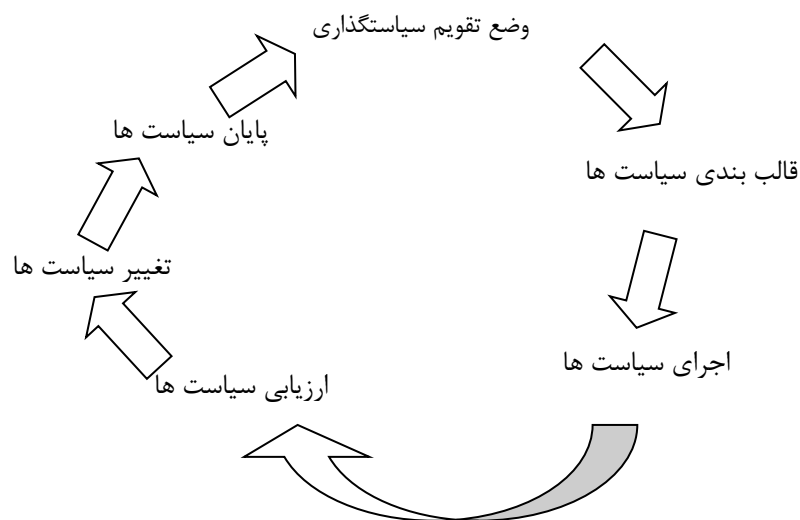 وضع تقویم سیاستگذاری
قالب بندی سیاست ها
اجرای سیاست ها
ارزیابی سیاست ها
تغییر سیاست ها
پایان سیاست ها